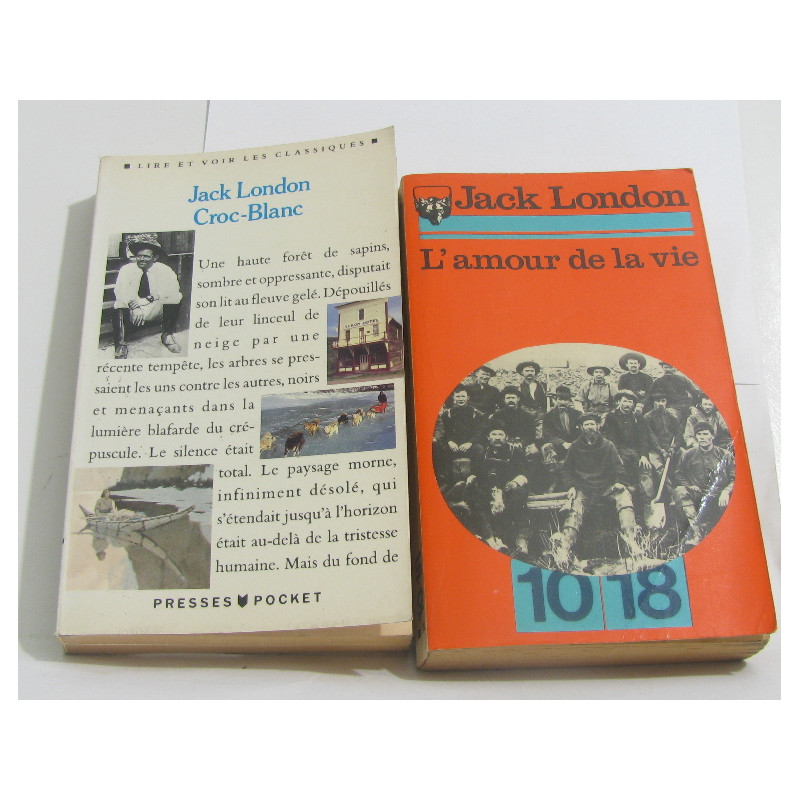 LIRE ET VOIR LES CLASSIQUES
Jack London
Croc-Blanc
Une haute forêt de sapins,
sombre et oppressante, disputait
son lit au fleuve gelé. Dépouillés
de leur linceul de
neige par une
récente tempête, les arbres se pres-
saient les uns contre les autres, noirs
et menaçants dans la
lumière blafarde du cré-
puscule. Le silence était
total. Le paysage morne,
infiniment désolé, qui
s'étendait jusqu'à l'horizon
était au-delà de la tristesse
humaine. Mais du fond de
PRESSES POCKET
Jack London
L'amour de la vie
10 18